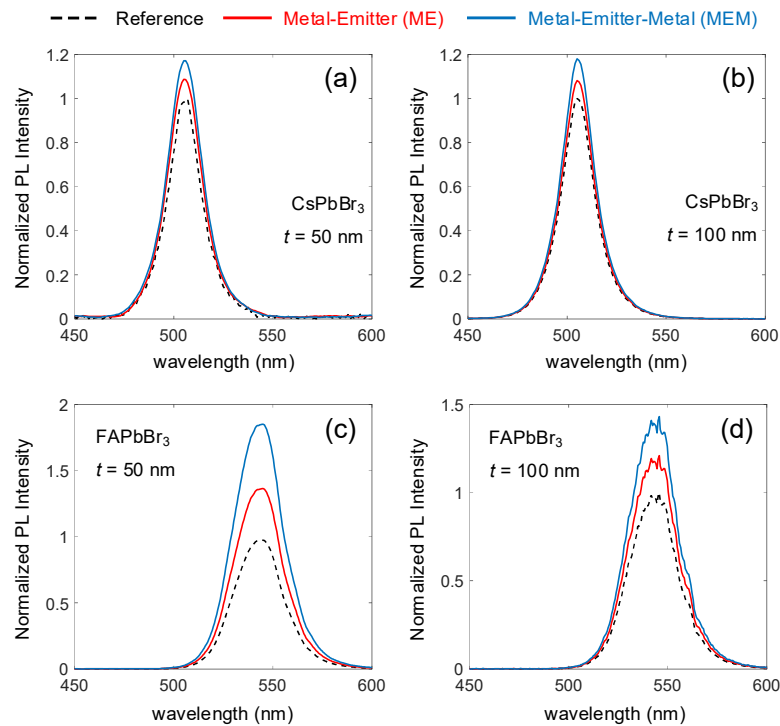 Reference Metal-Emitter (ME) Metal-Emitter-Metal (MEM)
(a)
Normalized PL Intensity
1.2
1
0.8
0.6
0.4
0.2
0
CsPbBr3
t = 50 nm
450 500 550 600
wavelength (nm)
(b)
Normalized PL Intensity
1.2
1
0.8
0.6
0.4
0.2
0
CsPbBr3
t = 100 nm
450 500 550 600
wavelength (nm)
(c)
Normalized PL Intensity
2
1.5
1
0.5
0
FAPbBr3
t = 50 nm
450 500 550 600
wavelength (nm)
(d)
Normalized PL Intensity
1.5
1
0.5
0
FAPbBr3
t = 100 nm
450 500 550 600
wavelength (nm)